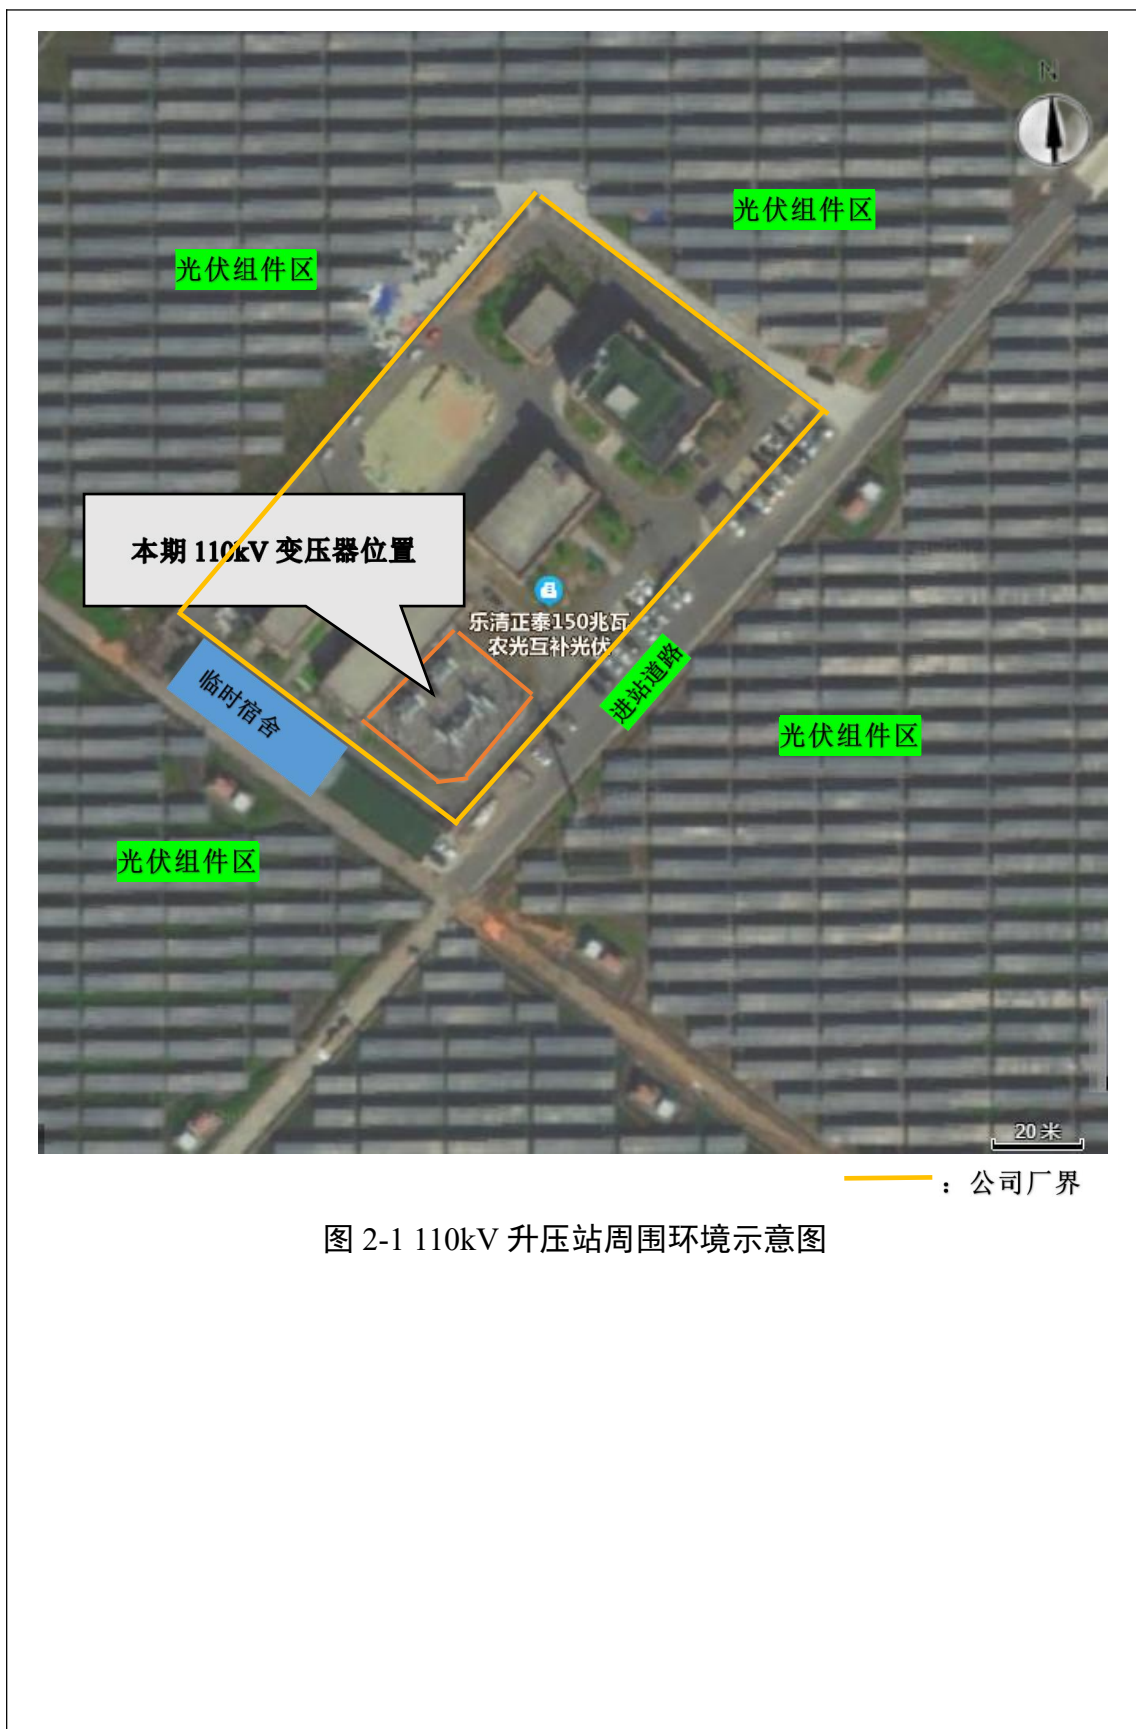 N
光伏组件区
光伏组件区
本期 110kV 变压器位置
乐清正泰150兆瓦
农光互补光伏
临时宿舍
进站道路
光伏组件区
光伏组件区
20 米
：公司厂界
图 2-1 110kV 升压站周围环境示意图